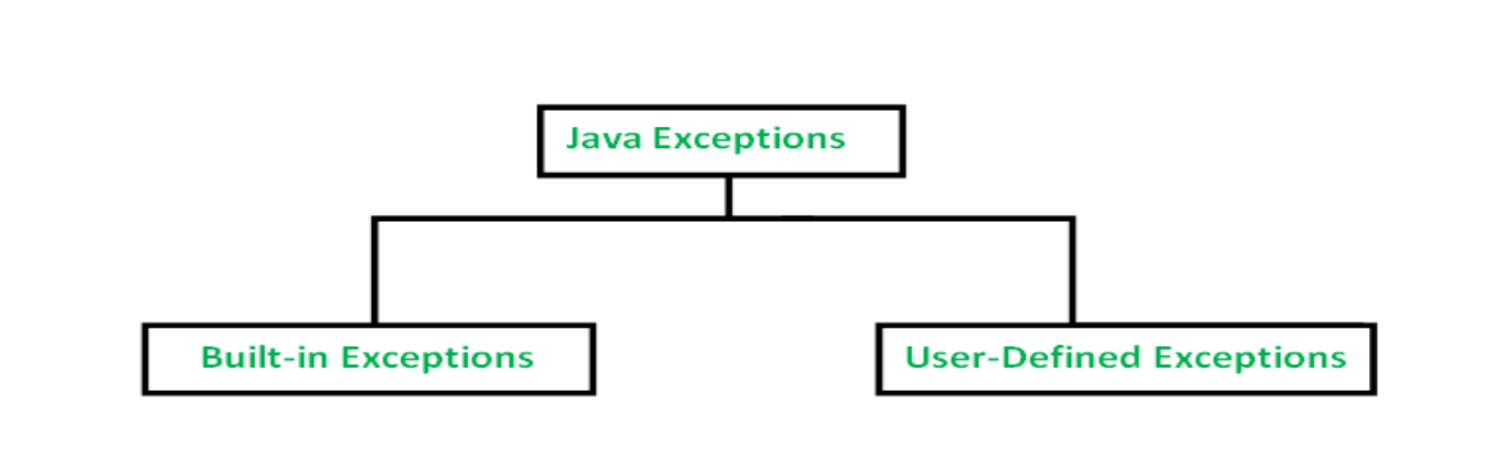 Java Exceptions
Built-in Exceptions
User-Defined Exceptions